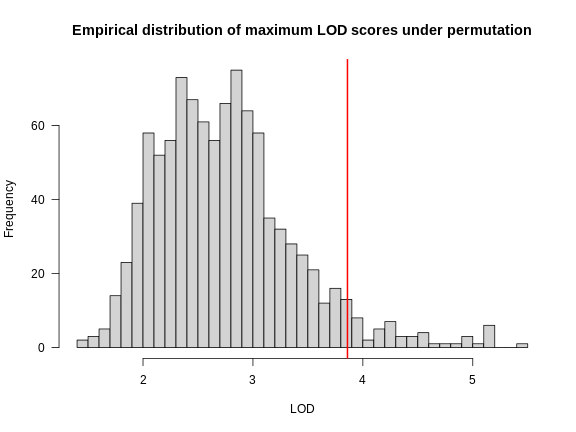 Empirical distribution of maximum LOD scores under permutation
Frequency
60
40
20
0
2 3 4 5
LOD